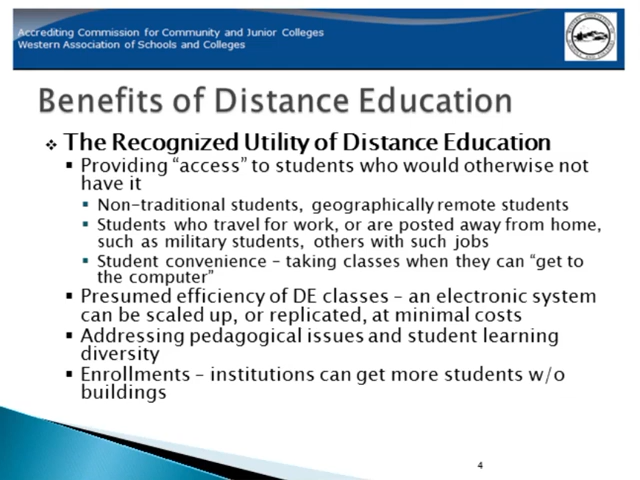 Accrediting Commission for Community and Junior Colleges
Western Association of Schools and Colleges
Benefits of Distance Education
❖ The Recognized Utility of Distance Education
▪ Providing “access” to students who would otherwise not
have it
▪ Non-traditional students, geographically remote students
▪ Students who travel for work, or are posted away from home,
such as military students, others with such jobs
▪ Student convenience – taking classes when they can “get to
the computer”
▪ Presumed efficiency of DE classes – an electronic system
can be scaled up, or replicated, at minimal costs
▪ Addressing pedagogical issues and student learning
diversity
▪ Enrollments – institutions can get more students w/o
buildings
4